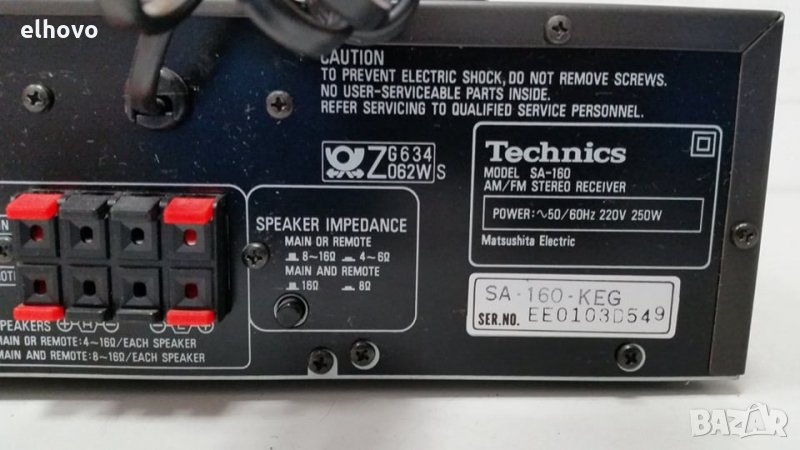 elhovo
CAUTION
TO PREVENT ELECTRIC SHOCK, DO NOT REMOVE SCREWS.
NO USER-SERVICEABLE PARTS INSIDE.
REFER SERVICING TO QUALIFIED SERVICE PERSONNEL.
Z G634
062W S
Technics
MODEL SA-160
AM/FM STEREO RECEIVER
POWER:∿50/60Hz 220V 250W
Matsushita Electric
SA-160-KEG
SER.NO. EE0103D549
SPEAKER IMPEDANCE
MAIN OR REMOTE
8~16Ω 4~6Ω
MAIN AND REMOTE
16Ω 8Ω
SPEAKERS ⊕ R ⊖ ⊖ L ⊕
MAIN OR REMOTE:4~16Ω/EACH SPEAKER
MAIN AND REMOTE:8~16Ω/EACH SPEAKER
BAZAR